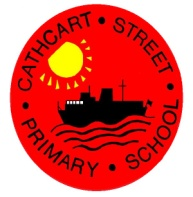 CATHCART • STREET
• PRIMARY • SCHOOL •